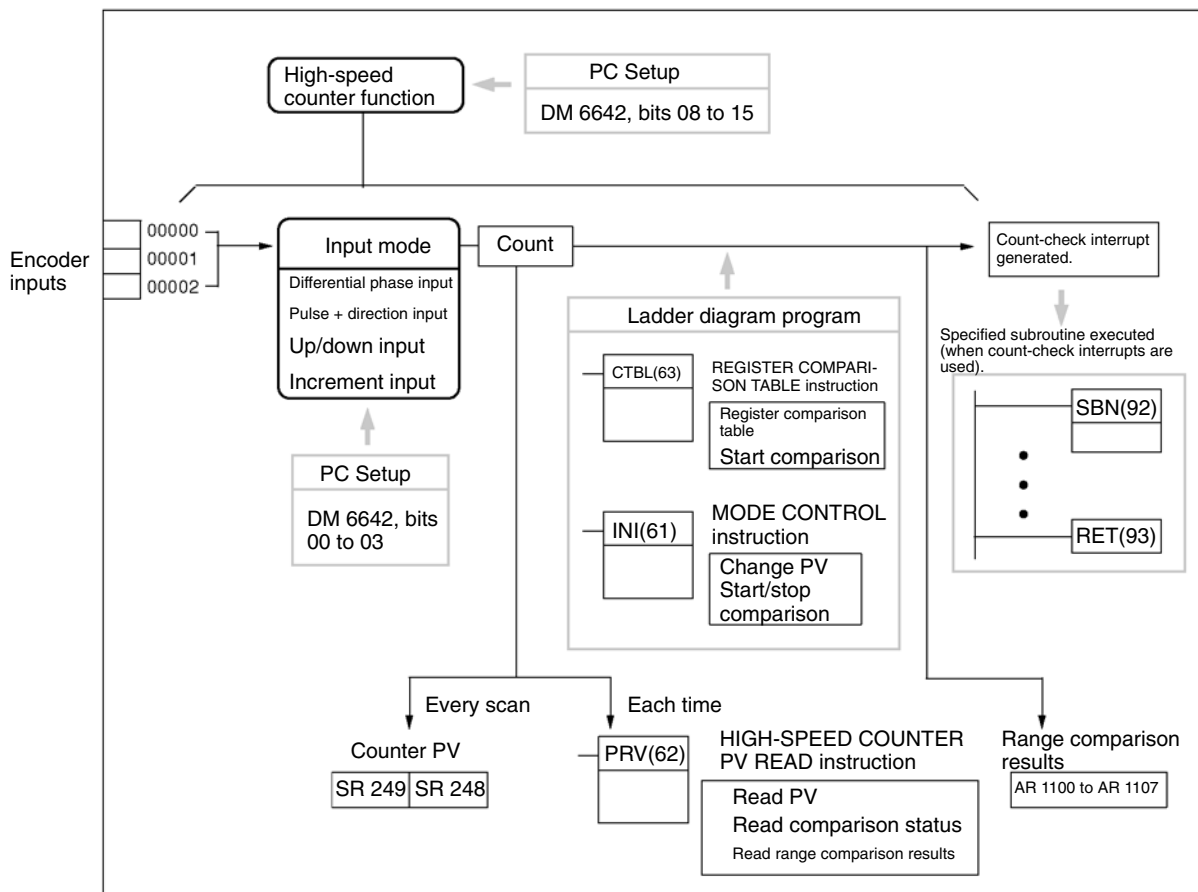 High-speed
counter function
PC Setup
DM 6642, bits 08 to 15
Encoder
inputs
00000
00001
00002
Input mode
Differential phase input
Pulse + direction input
Up/down input
Increment input
Count
Count-check interrupt
generated.
PC Setup
DM 6642, bits
00 to 03
Ladder diagram program
CTBL(63)
REGISTER COMPARI-
SON TABLE instruction
Register comparison
table
Start comparison
INI(61)
MODE CONTROL
instruction
Change PV
Start/stop
comparison
Specified subroutine executed
(when count-check interrupts are
used).
SBN(92)
RET(93)
Every scan
Counter PV
SR 249 SR 248
Each time
PRV(62)
HIGH-SPEED COUNTER
PV READ instruction
Read PV
Read comparison status
Read range comparison results
Range comparison
results
AR 1100 to AR 1107